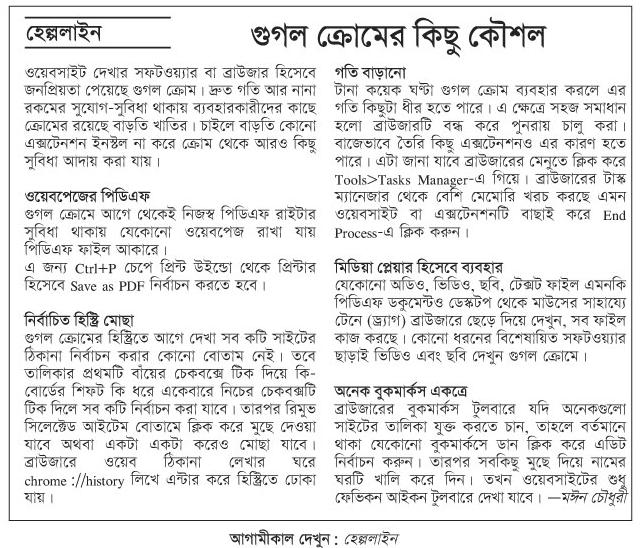 হেল্পলাইন
গুগল ক্রোমের কিছু কৌশল
ওয়েবসাইট দেখার সফটওয়্যার বা ব্রাউজার হিসেবে
জনপ্রিয়তা পেয়েছে গুগল ক্রোম। দ্রুত গতি আর নানা
রকমের সুযোগ-সুবিধা থাকায় ব্যবহারকারীদের কাছে
ক্রোমের রয়েছে বাড়তি খাতির। চাইলে বাড়তি কোনো
এক্সটেনশন ইনস্টল না করে ক্রোম থেকে আরও কিছু
সুবিধা আদায় করা যায়।
ওয়েবপেজের পিডিএফ
গুগল ক্রোমে আগে থেকেই নিজস্ব পিডিএফ রাইটার
সুবিধা থাকায় যেকোনো ওয়েবপেজ রাখা যায়
পিডিএফ ফাইল আকারে।
এ জন্য Ctrl+P চেপে প্রিন্ট উইন্ডো থেকে প্রিন্টার
হিসেবে Save as PDF নির্বাচন করতে হবে।
নির্বাচিত হিস্ট্রি মোছা
গুগল ক্রোমের হিস্ট্রিতে আগে দেখা সব কটি সাইটের
ঠিকানা নির্বাচন করার কোনো বোতাম নেই। তবে
তালিকার প্রথমটি বাঁয়ের চেকবক্সে টিক দিয়ে কি-
বোর্ডের শিফট কি ধরে একেবারে নিচের চেকবক্সটি
টিক দিলে সব কটি নির্বাচন করা যাবে। তারপর রিমুভ
সিলেক্টেড আইটেম বোতামে ক্লিক করে মুছে দেওয়া
যাবে অথবা একটা একটা করেও মোছা যাবে।
ব্রাউজারে ওয়েব ঠিকানা লেখার ঘরে
chrome ://history লিখে এন্টার করে হিস্ট্রিতে ঢোকা
যায়।
গতি বাড়ানো
টানা কয়েক ঘণ্টা গুগল ক্রোম ব্যবহার করলে এর
গতি কিছুটা ধীর হতে পারে। এ ক্ষেত্রে সহজ সমাধান
হলো ব্রাউজারটি বন্ধ করে পুনরায় চালু করা।
বাজেভাবে তৈরি কিছু এক্সটেনশনও এর কারণ হতে
পারে। এটা জানা যাবে ব্রাউজারের মেনুতে ক্লিক করে
Tools>Tasks Manager-এ গিয়ে। ব্রাউজারের টাস্ক
ম্যানেজার থেকে বেশি মেমোরি খরচ করছে এমন
ওয়েবসাইট বা এক্সটেনশনটি বাছাই করে End
Process-এ ক্লিক করুন।
মিডিয়া প্লেয়ার হিসেবে ব্যবহার
যেকোনো অডিও, ভিডিও, ছবি, টেক্সট ফাইল এমনকি
পিডিএফ ডকুমেন্টও ডেস্কটপ থেকে মাউসের সাহায্যে
টেনে (ড্র্যাগ) ব্রাউজারে ছেড়ে দিয়ে দেখুন, সব ফাইল
কাজ করছে। কোনো ধরনের বিশেষায়িত সফটওয়্যার
ছাড়াই ভিডিও এবং ছবি দেখুন গুগল ক্রোমে।
অনেক বুকমার্কস একত্রে
ব্রাউজারের বুকমার্কস টুলবারে যদি অনেকগুলো
সাইটের তালিকা যুক্ত করতে চান, তাহলে বর্তমানে
থাকা যেকোনো বুকমার্কসে ডান ক্লিক করে এডিট
নির্বাচন করুন। তারপর সবকিছু মুছে দিয়ে নামের
ঘরটি খালি করে দিন। তখন ওয়েবসাইটের শুধু
ফেভিকন আইকন টুলবারে দেখা যাবে। —মঈন চৌধুরী
আগামীকাল দেখুন : হেল্পলাইন